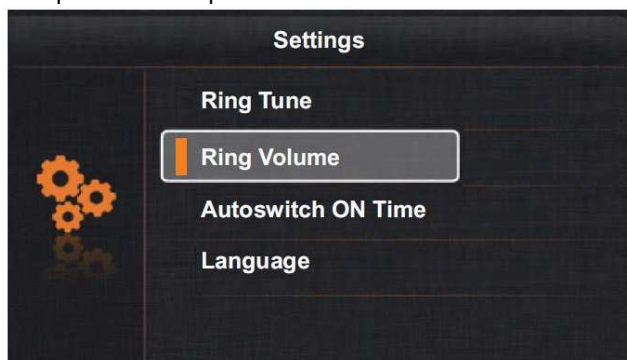 Settings
Ring Tune
Ring Volume
Autoswitch ON Time
Language